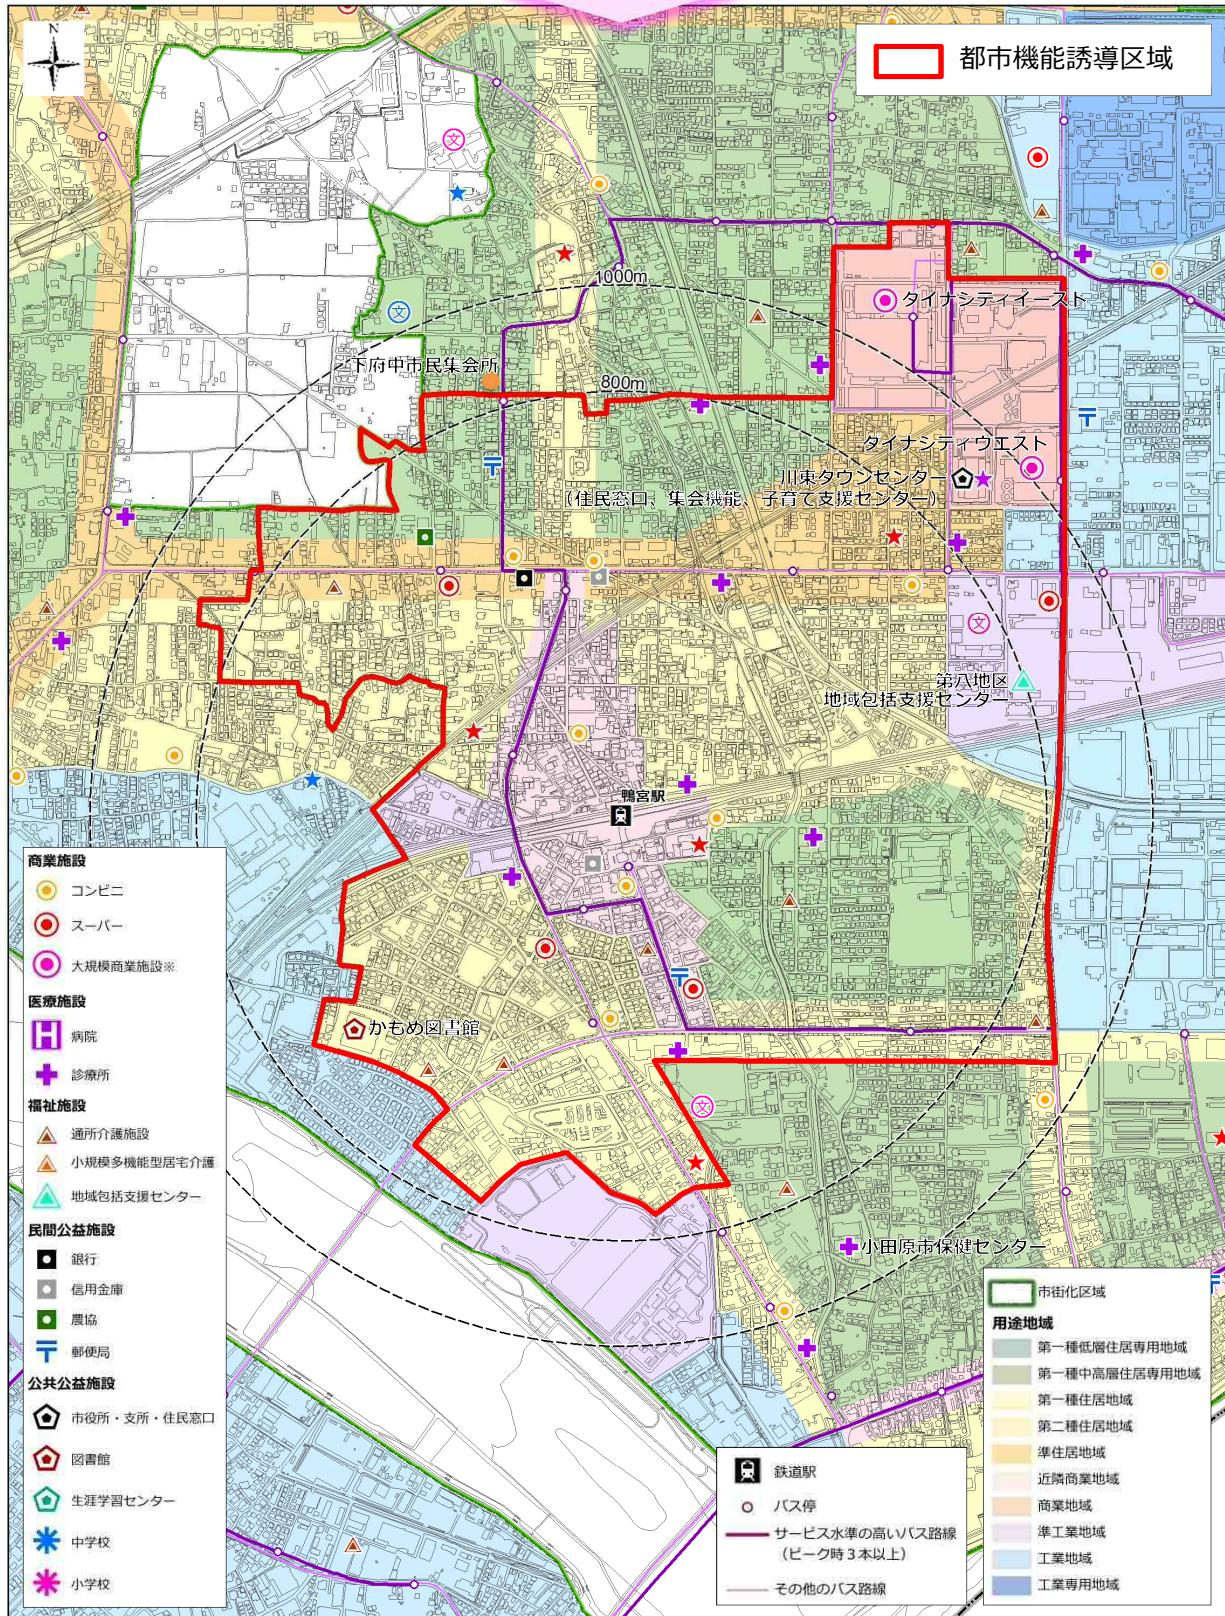 N
都市機能誘導区域
文
1000m
タイナシティイースト
文
下府中市民集会所
800m
タイナシティウエスト
川東タウンセンター
（住民窓口、集会機能、子育て支援センター）
文
第八地区
地域包括支援センター
鴨宮駅
かもめ図書館
文
小田原市保健センター
商業施設
コンビニ
スーパー
大規模商業施設※
医療施設
病院
診療所
福祉施設
通所介護施設
小規模多機能型居宅介護
地域包括支援センター
民間公益施設
銀行
信用金庫
農協
郵便局
公共公益施設
市役所・支所・住民窓口
図書館
生涯学習センター
中学校
小学校
鉄道駅
バス停
サービス水準の高いバス路線
（ピーク時３本以上）
その他のバス路線
市街化区域
用途地域
第一種低層住居専用地域
第一種中高層住居専用地域
第一種住居地域
第二種住居地域
準住居地域
近隣商業地域
商業地域
準工業地域
工業地域
工業専用地域